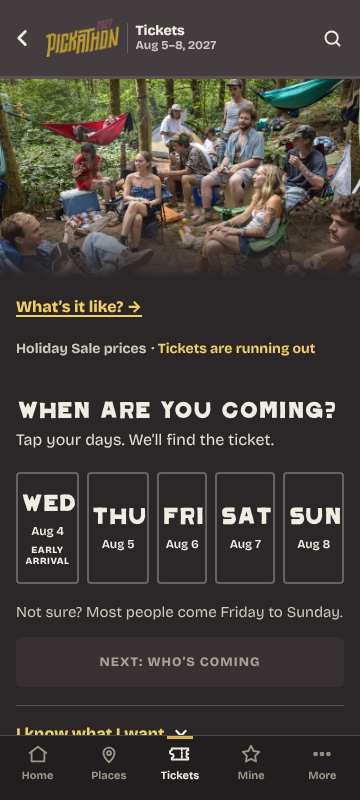 2027
PICKATHON
Tickets
Aug 5–8, 2027
What's it like? →
Holiday Sale prices · Tickets are running out
WHEN ARE YOU COMING?
Tap your days. We'll find the ticket.
WED
Aug 4
EARLY
ARRIVAL
THU
Aug 5
FRI
Aug 6
SAT
Aug 7
SUN
Aug 8
Not sure? Most people come Friday to Sunday.
NEXT: WHO'S COMING
I know what I want
Home
Places
Tickets
Mine
More